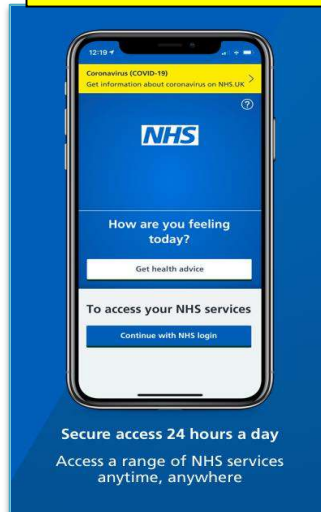 12:19
Coronavirus (COVID-19)
Get information about coronavirus on NHS.UK
NHS
How are you feeling
today?
Get health advice
To access your NHS services
Continue with NHS login
Secure access 24 hours a day
Access a range of NHS services
anytime, anywhere